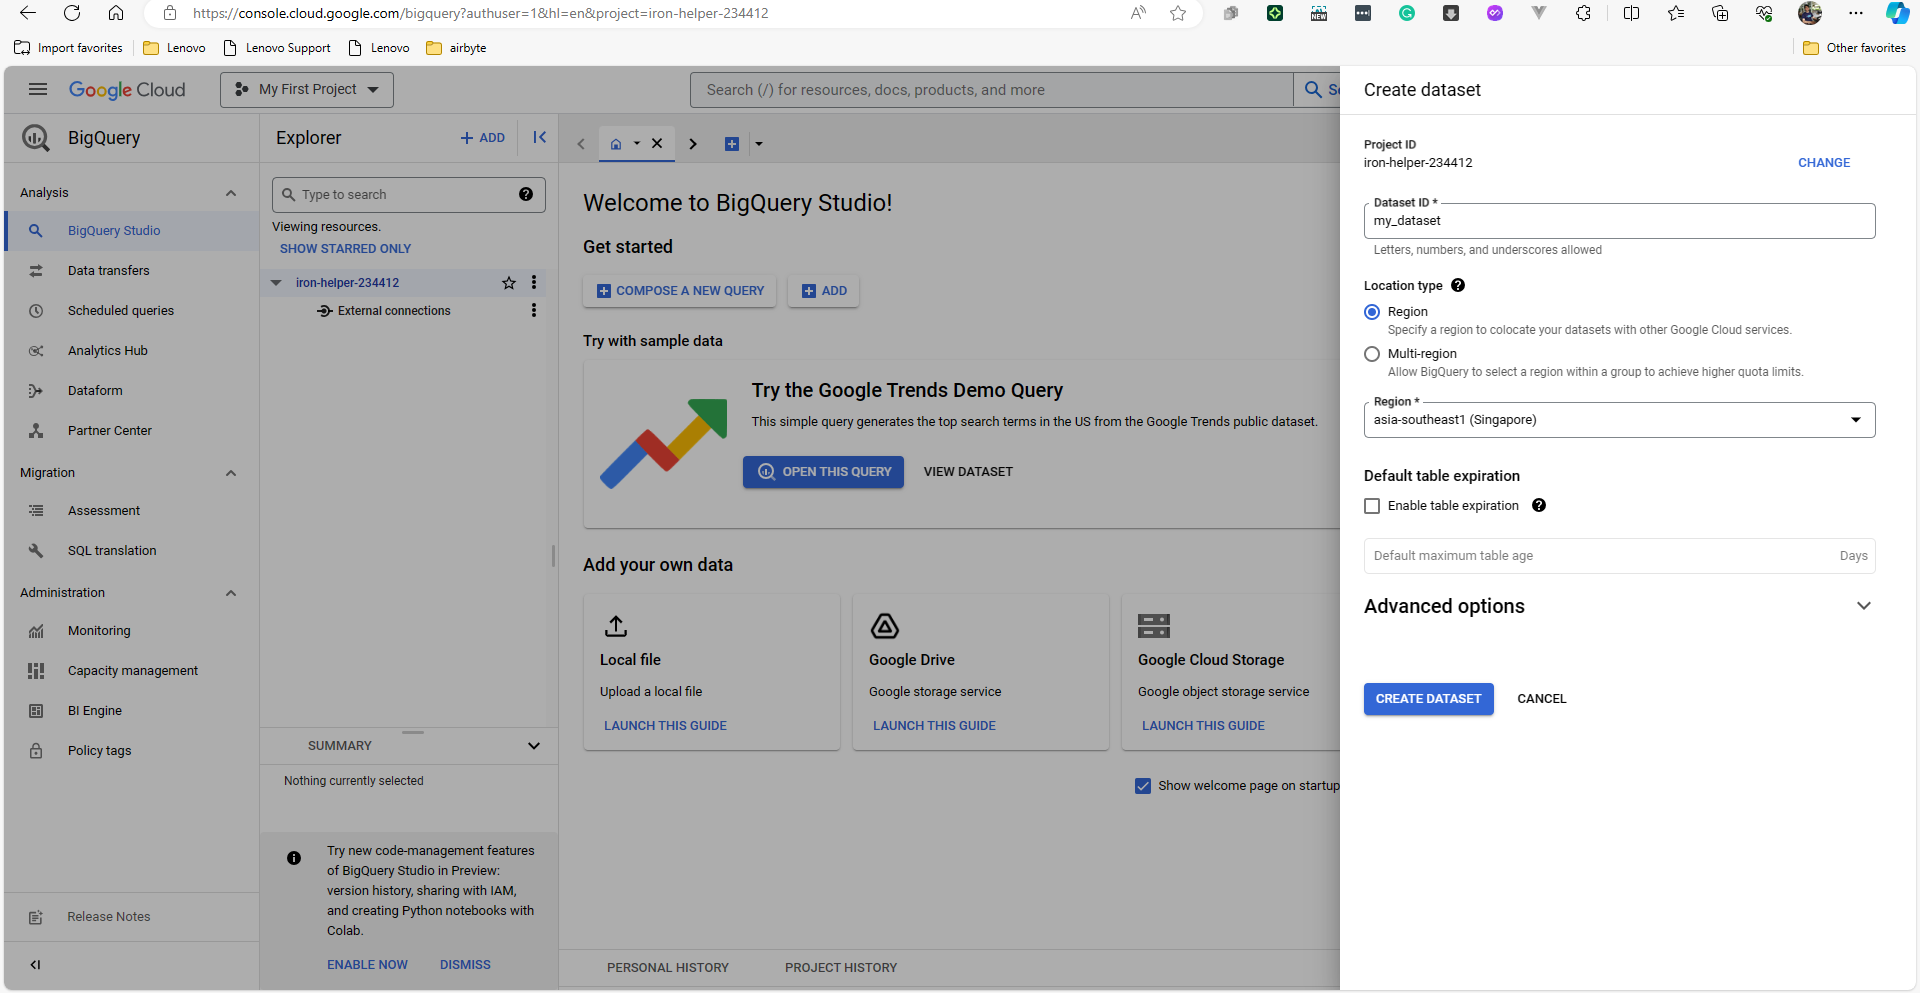 https://console.cloud.google.com/bigquery?authuser=1&hl=en&project=iron-helper-234412
Import favorites
Lenovo
Lenovo Support
Lenovo
airbyte
Other favorites
Google Cloud
My First Project
Search (/) for resources, docs, products, and more
BigQuery
Analysis
BigQuery Studio
Data transfers
Scheduled queries
Analytics Hub
Dataform
Partner Center
Migration
Assessment
SQL translation
Administration
Monitoring
Capacity management
BI Engine
Policy tags
Release Notes
Explorer
ADD
Type to search
Viewing resources.
SHOW STARRED ONLY
iron-helper-234412
External connections
SUMMARY
Nothing currently selected
Try new code-management features
of BigQuery Studio in Preview:
version history, sharing with IAM,
and creating Python notebooks with
Colab.
ENABLE NOW
DISMISS
Welcome to BigQuery Studio!
Get started
COMPOSE A NEW QUERY
ADD
Try with sample data
Try the Google Trends Demo Query
This simple query generates the top search terms in the US from the Google Trends public dataset.
OPEN THIS QUERY
VIEW DATASET
Add your own data
Local file
Upload a local file
LAUNCH THIS GUIDE
Google Drive
Google storage service
LAUNCH THIS GUIDE
Google Cloud Storage
Google object storage service
LAUNCH THIS GUIDE
Show welcome page on startup
PERSONAL HISTORY
PROJECT HISTORY
Create dataset
Project ID
iron-helper-234412
CHANGE
Dataset ID *
my_dataset
Letters, numbers, and underscores allowed
Location type
Region
Specify a region to colocate your datasets with other Google Cloud services.
Multi-region
Allow BigQuery to select a region within a group to achieve higher quota limits.
Region *
asia-southeast1 (Singapore)
Default table expiration
Enable table expiration
Default maximum table age
Days
Advanced options
CREATE DATASET
CANCEL